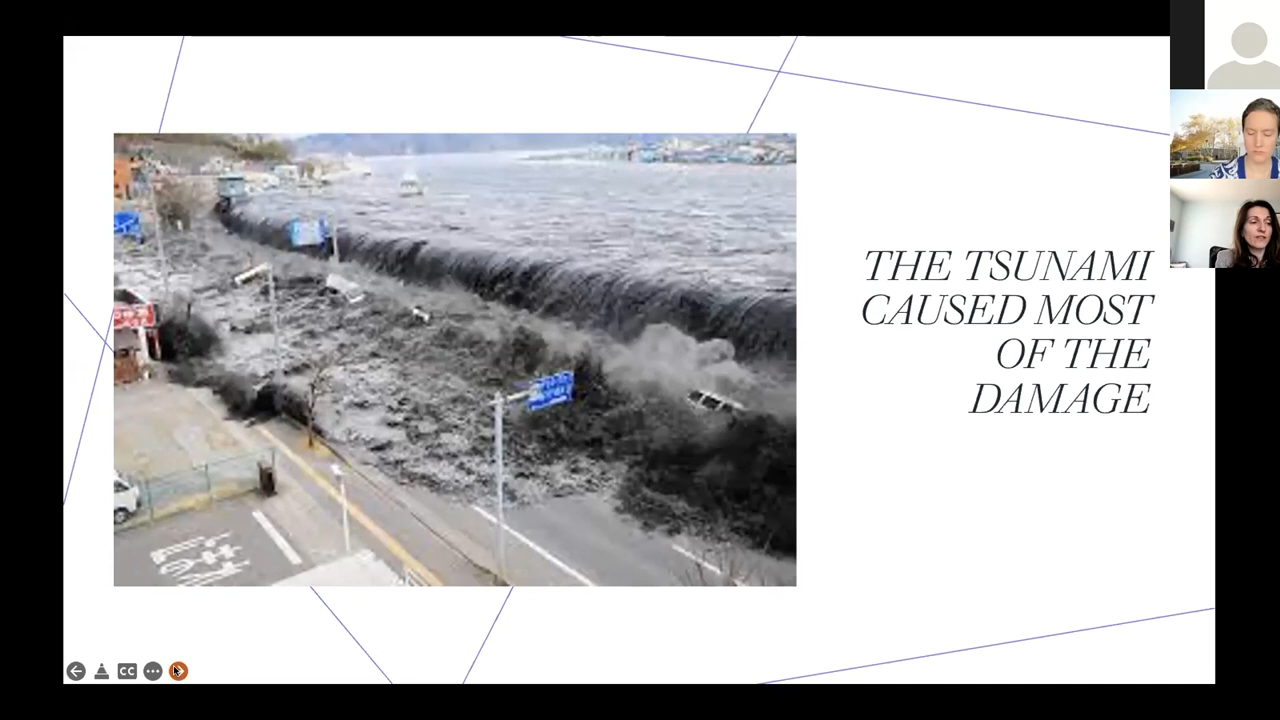 THE TSUNAMI
CAUSED MOST
OF THE
DAMAGE
CC